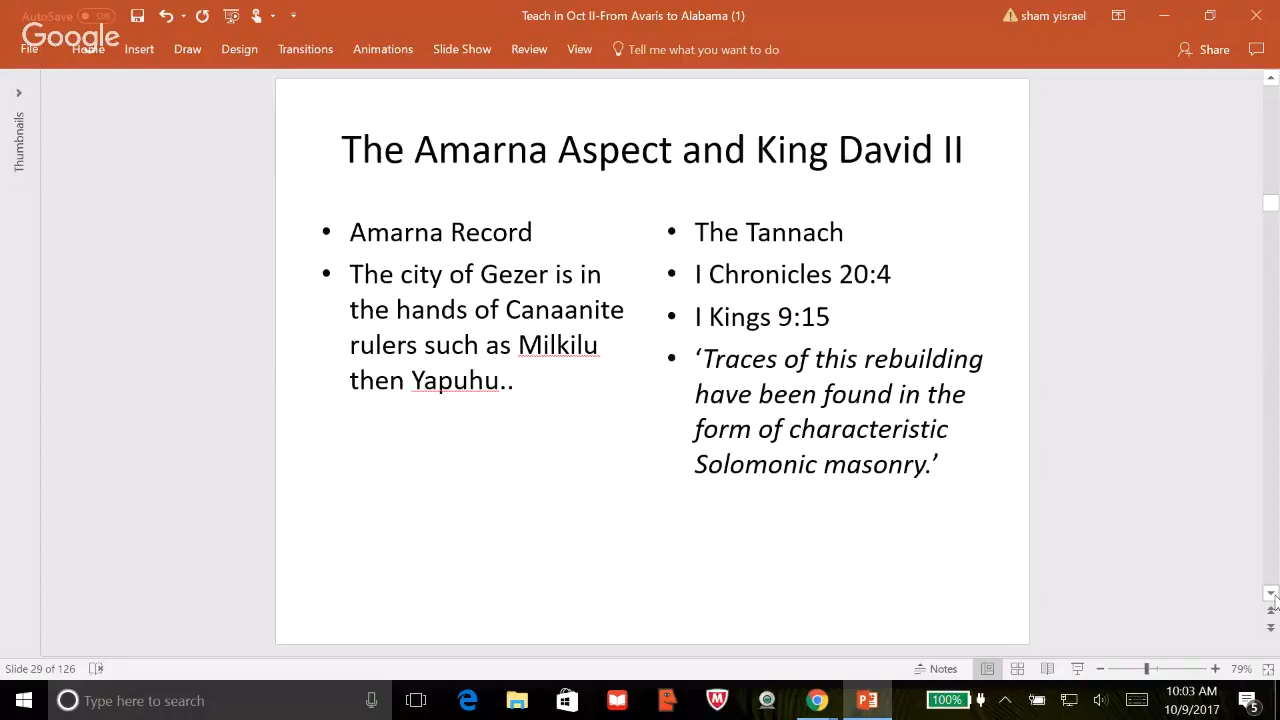 AutoSave Off
Teach in Oct II-From Avaris to Alabama (1)
sham yisrael
Google
File Home Insert Draw Design Transitions Animations Slide Show Review View Tell me what you want to do Share
Thumbnails
The Amarna Aspect and King David II
• Amarna Record
• The city of Gezer is in
the hands of Canaanite
rulers such as Milkilu
then Yapuhu..
• The Tannach
• I Chronicles 20:4
• I Kings 9:15
• ‘Traces of this rebuilding
have been found in the
form of characteristic
Solomonic masonry.’
Slide 29 of 126
Notes
79%
Type here to search
100%
10:03 AM
10/9/2017
5